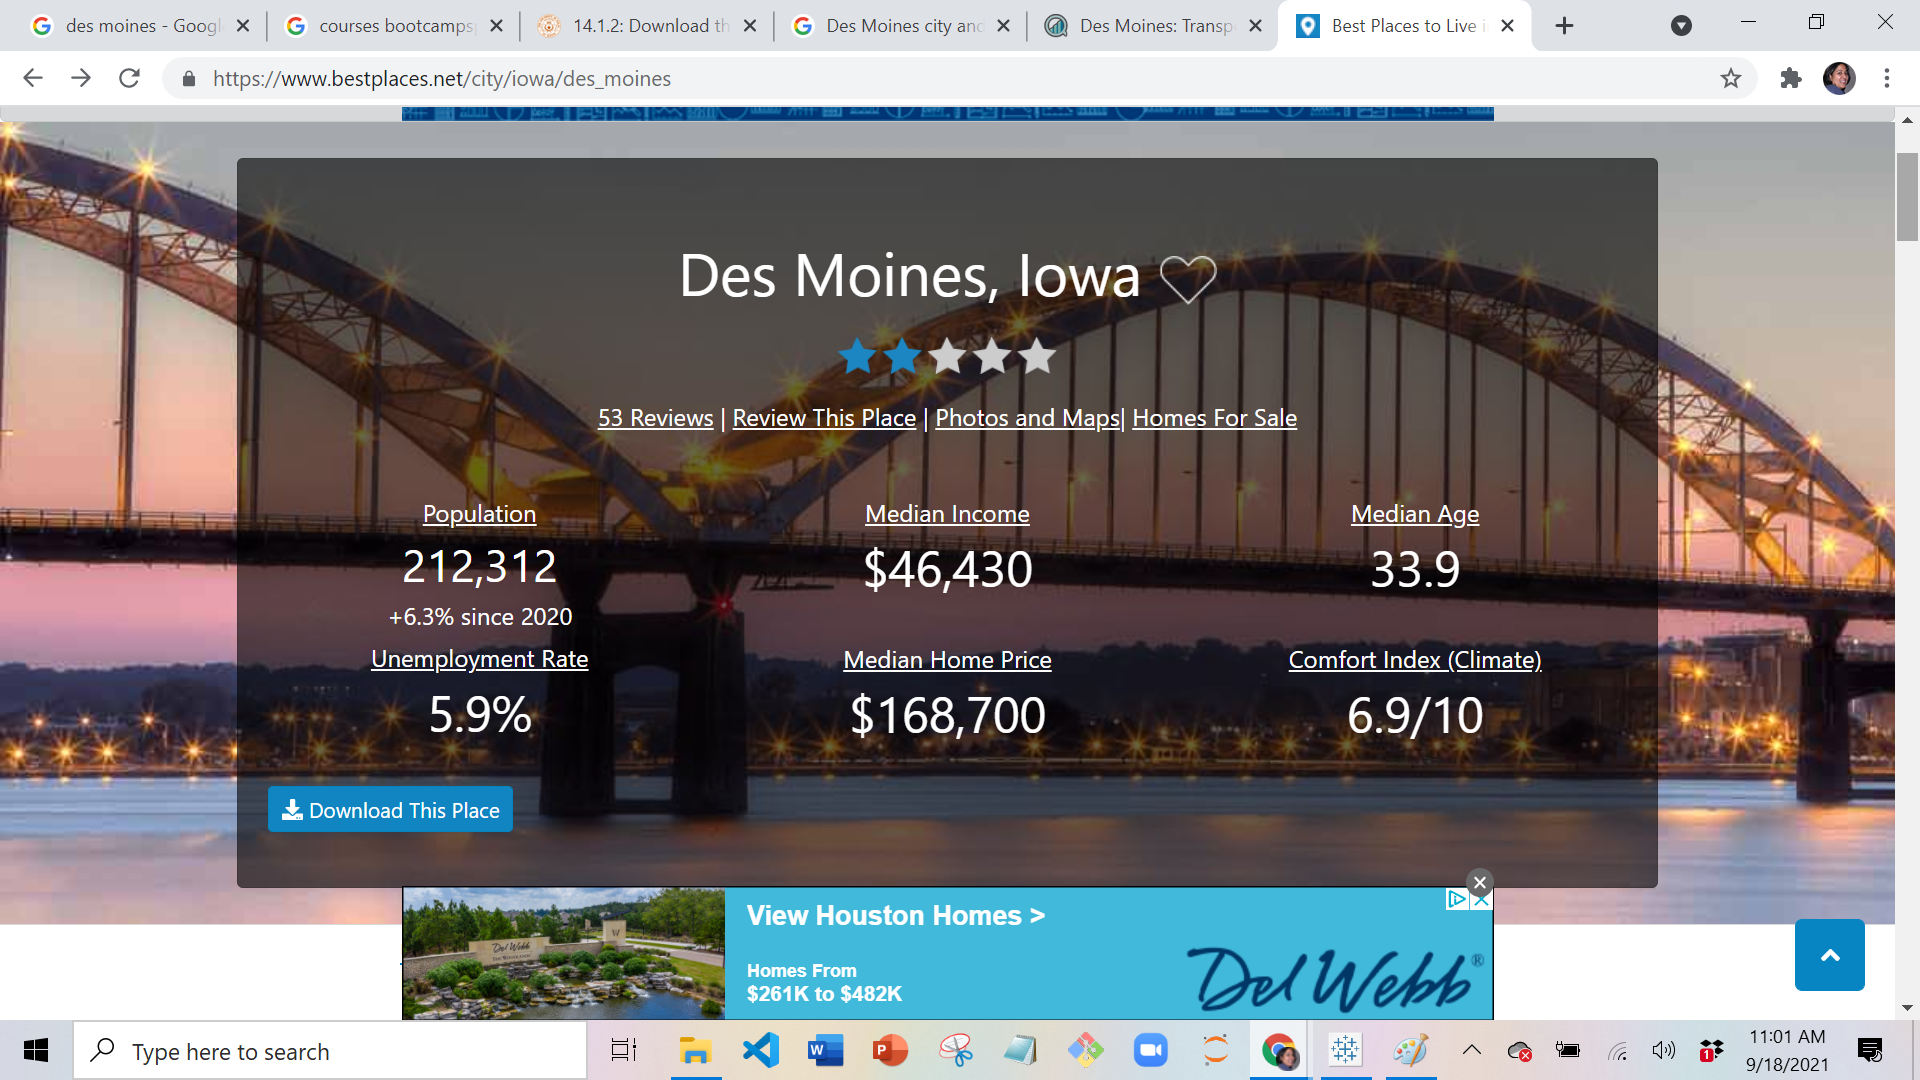 des moines - Googl
courses bootcamps
14.1.2: Download th
Des Moines city and
Des Moines: Transp
Best Places to Live i
https://www.bestplaces.net/city/iowa/des_moines
Des Moines, Iowa
53 Reviews | Review This Place | Photos and Maps| Homes For Sale
Population
212,312
+6.3% since 2020
Median Income
$46,430
Median Age
33.9
Unemployment Rate
5.9%
Median Home Price
$168,700
Comfort Index (Climate)
6.9/10
Download This Place
View Houston Homes >
Homes From
$261K to $482K
Del Webb®
Del Webb
Type here to search
1
11:01 AM
9/18/2021